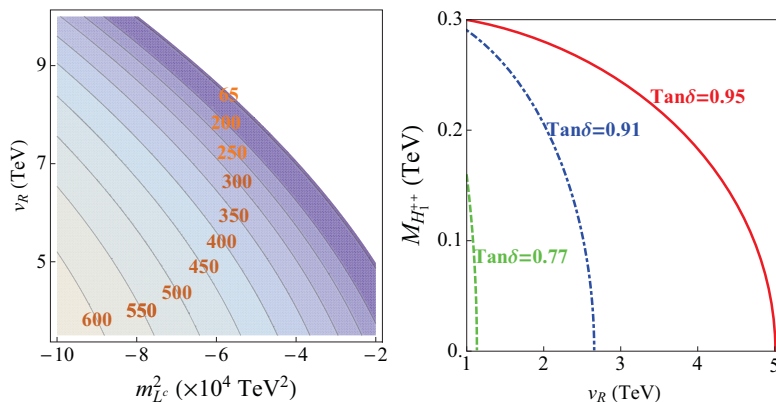 9
7
5
v_R (TeV)
65
200
250
300
350
400
450
500
550
600
−10 −8 −6 −4 −2
m²_{L^c} (×10⁴ TeV²)
0.3
0.2
0.1
0.
M_{H₁⁺⁺} (TeV)
Tanδ=0.95
Tanδ=0.91
Tanδ=0.77
1 2 3 4 5
v_R (TeV)